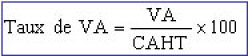 Taux de VA = VA / CAHT × 100